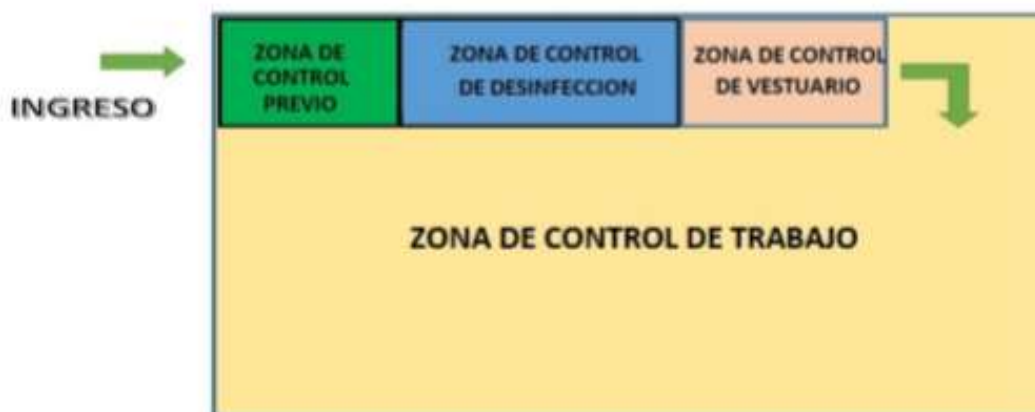 INGRESO
ZONA DE
CONTROL
PREVIO
ZONA DE CONTROL
DE DESINFECCION
ZONA DE CONTROL
DE VESTUARIO
ZONA DE CONTROL DE TRABAJO